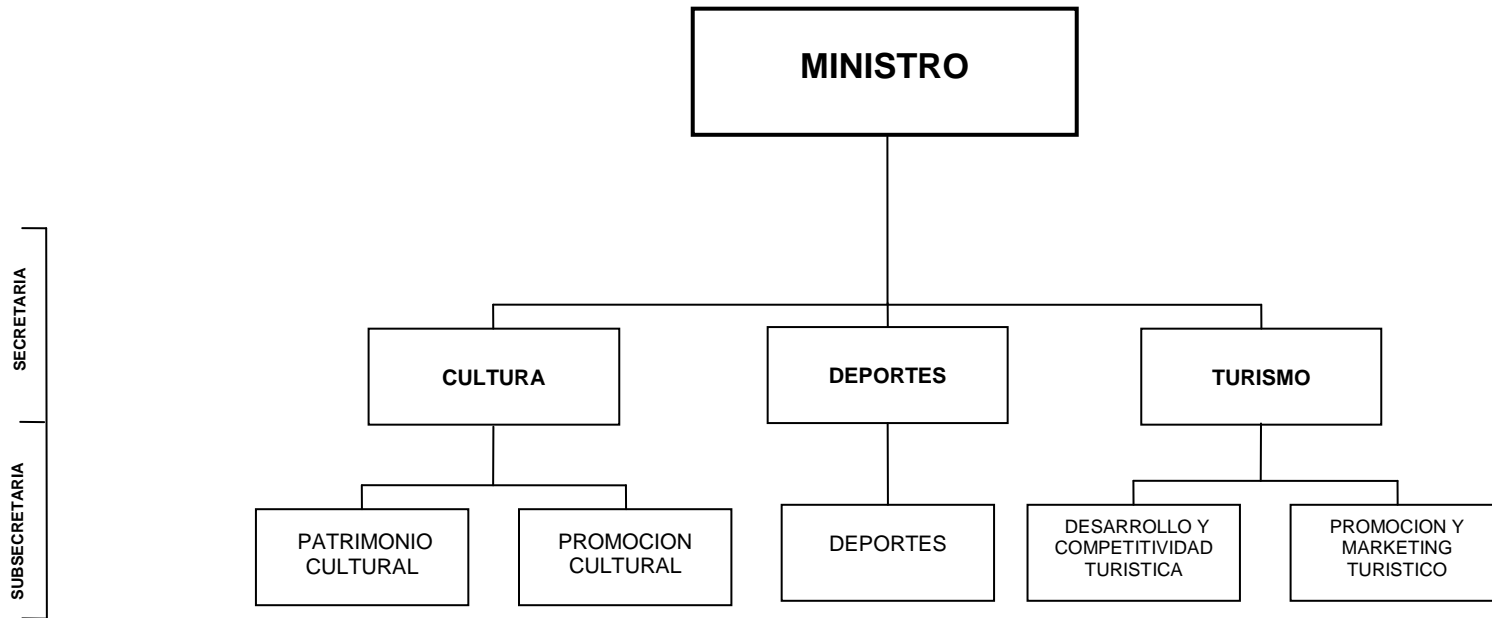 MINISTRO
SECRETARIA
CULTURA
DEPORTES
TURISMO
SUBSECRETARIA
PATRIMONIO
CULTURAL
PROMOCION
CULTURAL
DEPORTES
DESARROLLO Y
COMPETITIVIDAD
TURISTICA
PROMOCION Y
MARKETING
TURISTICO